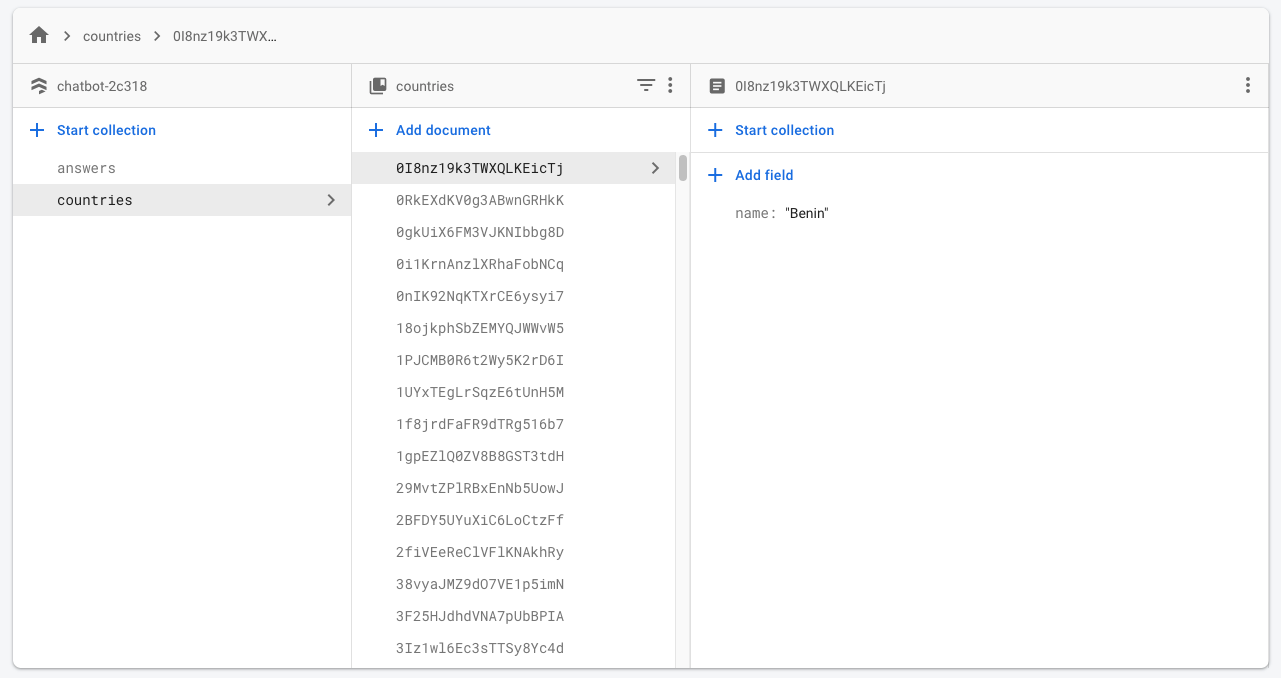 countries 0I8nz19k3TWX...
chatbot-2c318
Start collection
answers
countries
countries
Add document
0I8nz19k3TWXQLKEicTj
0RkEXdKV0g3ABwnGRHkK
0gkUiX6FM3VJKNIbbg8D
0i1KrnAnzlXRhaFobNCq
0nIK92NqKTXrCE6ysyi7
18ojkphSbZEMYQJWWvW5
1PJCMB0R6t2Wy5K2rD6I
1UYxTEgLrSqzE6tUnH5M
1f8jrdFaFR9dTRg516b7
1gpEZlQ0ZV8B8GST3tdH
29MvtZPlRBxEnNb5UowJ
2BFDY5UYuXiC6LoCtzFf
2fiVEeReClVFlKNAkhRy
38vyaJMZ9dO7VE1p5imN
3F25HJdhdVNA7pUbBPIA
3Iz1wl6Ec3sTTSy8Yc4d
0I8nz19k3TWXQLKEicTj
Start collection
Add field
name: "Benin"